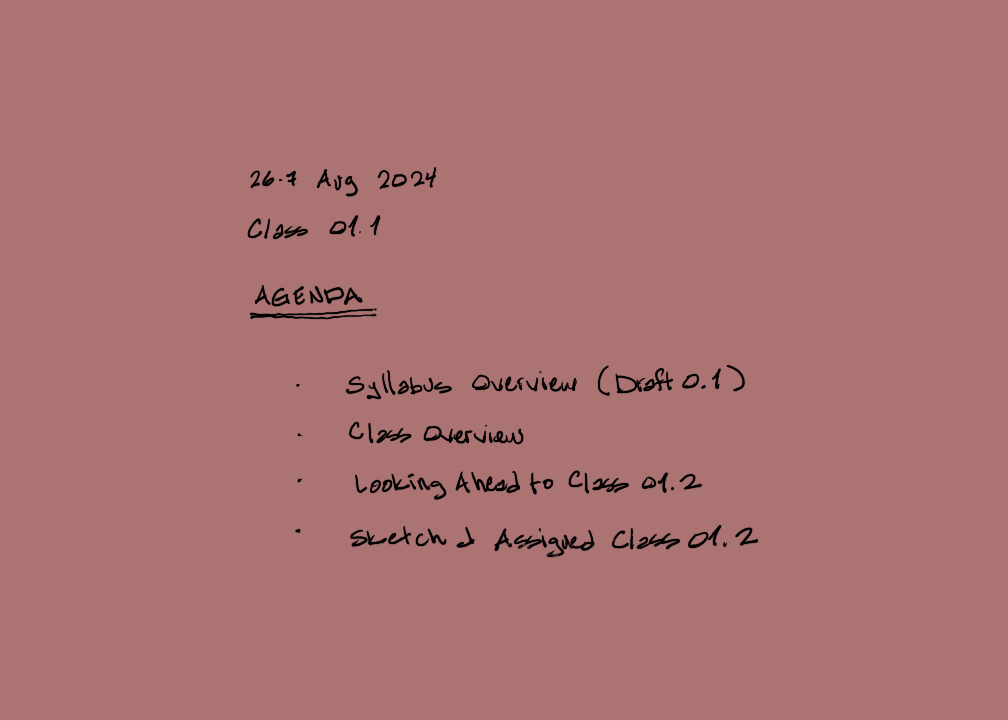 26-7 Aug 2024
Class 01.1
AGENDA
· Syllabus Overview (Draft 0.1)
· Class Overview
· Looking Ahead to Class 01.2
· Sketch Assigned Class 01.2